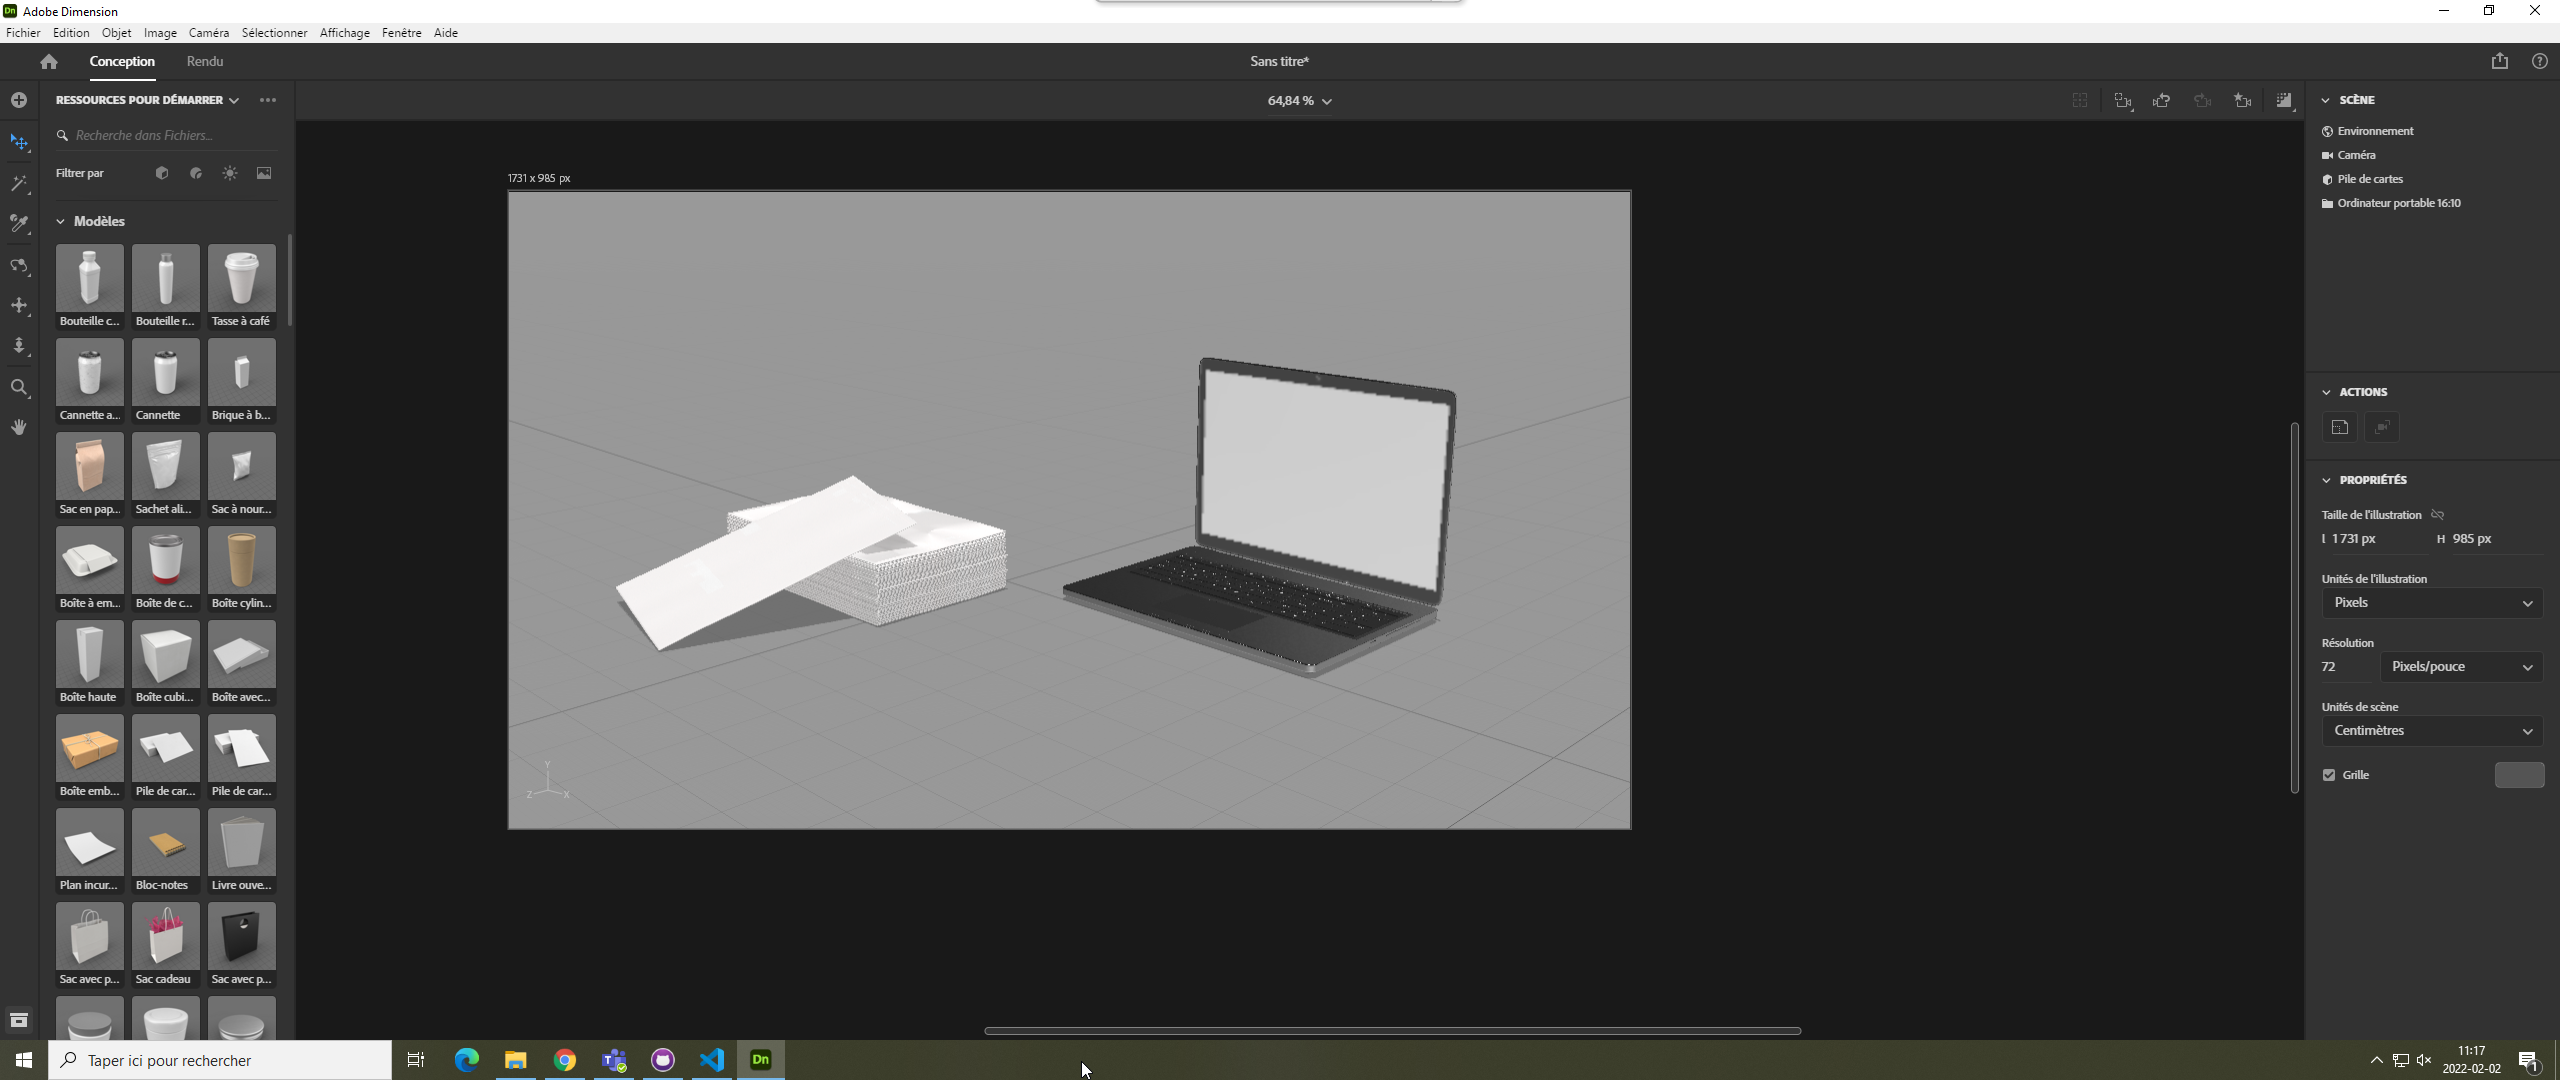 Dn Adobe Dimension
Fichier Edition Objet Image Caméra Sélectionner Affichage Fenêtre Aide
Conception Rendu
Sans titre*
RESSOURCES POUR DÉMARRER
64,84 %
Recherche dans Fichiers...
Filtrer par
Modèles
Bouteille c... Bouteille r... Tasse à café
Cannette a... Cannette Brique à b...
Sac en pap... Sachet ali... Sac à nour...
Boîte à em... Boîte de c... Boîte cylin...
Boîte haute Boîte cubi... Boîte avec...
Boîte emb... Pile de car... Pile de car...
Plan incur... Bloc-notes Livre ouve...
Sac avec p... Sac cadeau Sac avec p...
1731 x 985 px
Y
Z X
SCÈNE
Environnement
Caméra
Pile de cartes
Ordinateur portable 16:10
ACTIONS
PROPRIÉTÉS
Taille de l'illustration
l 1 731 px H 985 px
Unités de l'illustration
Pixels
Résolution
72 Pixels/pouce
Unités de scène
Centimètres
Grille
Taper ici pour rechercher
Dn
11:17
2022-02-02
1